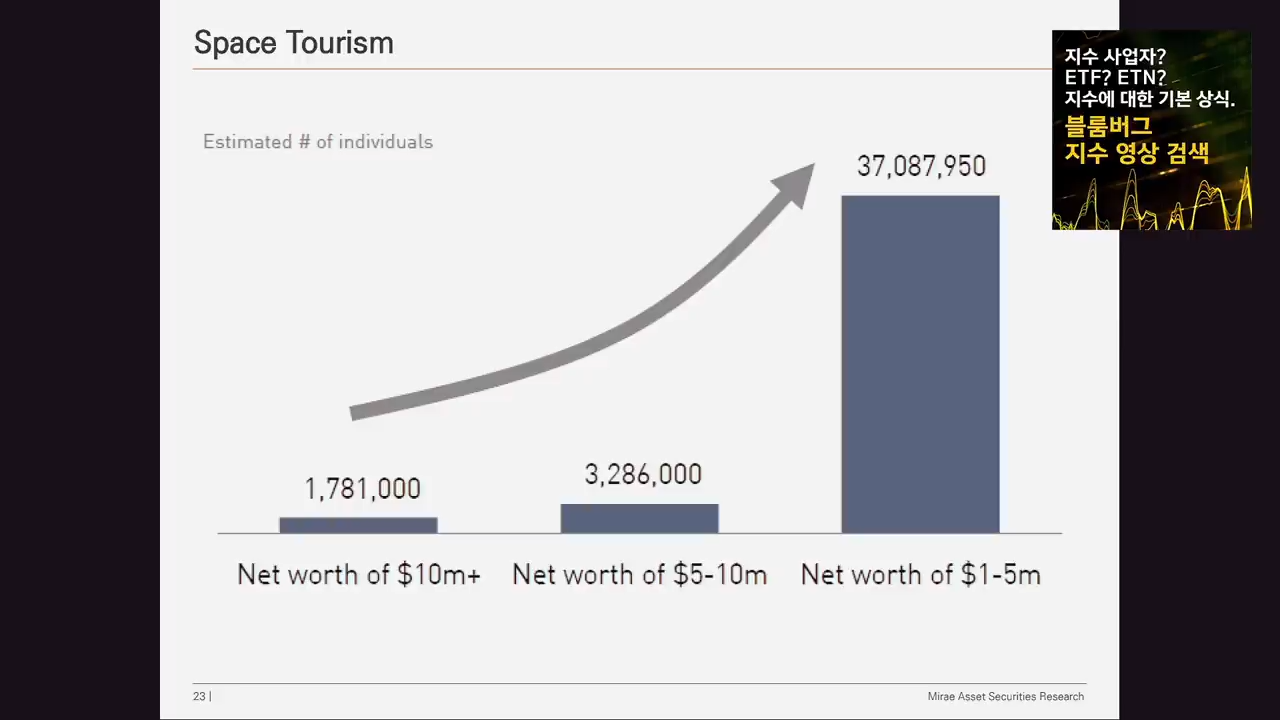 Space Tourism
지수 사업자?
ETF? ETN?
지수에 대한 기본 상식.
블룸버그
지수 영상 검색
Estimated # of individuals
37,087,950
1,781,000
3,286,000
Net worth of $10m+
Net worth of $5-10m
Net worth of $1-5m
23 |
Mirae Asset Securities Research